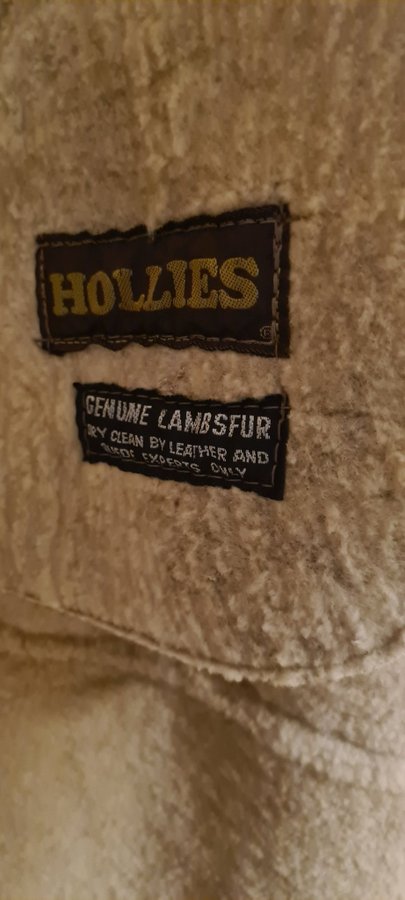 HOLLIES
®
GENUINE LAMBSFUR
DRY CLEAN BY LEATHER AND
SUEDE EXPERTS ONLY